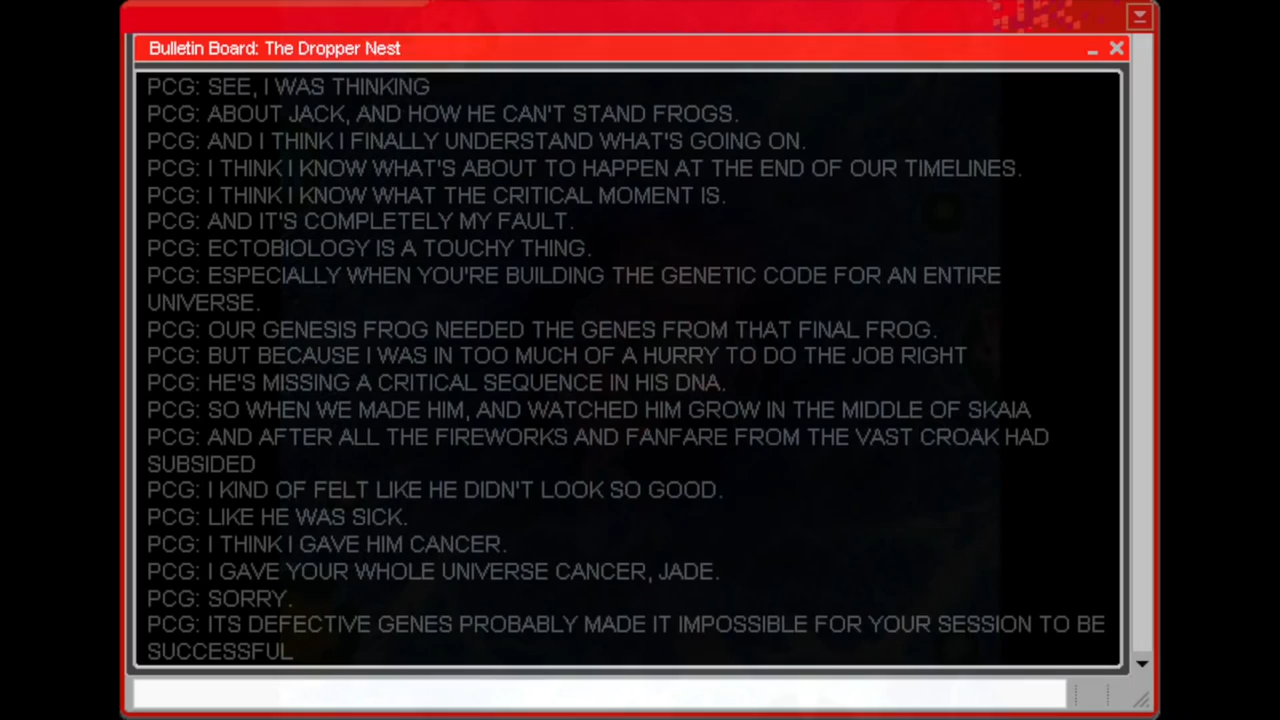 Bulletin Board: The Dropper Nest
PCG: SEE, I WAS THINKING
PCG: ABOUT JACK, AND HOW HE CAN'T STAND FROGS.
PCG: AND I THINK I FINALLY UNDERSTAND WHAT'S GOING ON.
PCG: I THINK I KNOW WHAT'S ABOUT TO HAPPEN AT THE END OF OUR TIMELINES.
PCG: I THINK I KNOW WHAT THE CRITICAL MOMENT IS.
PCG: AND IT'S COMPLETELY MY FAULT.
PCG: ECTOBIOLOGY IS A TOUCHY THING.
PCG: ESPECIALLY WHEN YOU'RE BUILDING THE GENETIC CODE FOR AN ENTIRE
UNIVERSE.
PCG: OUR GENESIS FROG NEEDED THE GENES FROM THAT FINAL FROG.
PCG: BUT BECAUSE I WAS IN TOO MUCH OF A HURRY TO DO THE JOB RIGHT
PCG: HE'S MISSING A CRITICAL SEQUENCE IN HIS DNA.
PCG: SO WHEN WE MADE HIM, AND WATCHED HIM GROW IN THE MIDDLE OF SKAIA
PCG: AND AFTER ALL THE FIREWORKS AND FANFARE FROM THE VAST CROAK HAD
SUBSIDED
PCG: I KIND OF FELT LIKE HE DIDN'T LOOK SO GOOD.
PCG: LIKE HE WAS SICK.
PCG: I THINK I GAVE HIM CANCER.
PCG: I GAVE YOUR WHOLE UNIVERSE CANCER, JADE.
PCG: SORRY.
PCG: ITS DEFECTIVE GENES PROBABLY MADE IT IMPOSSIBLE FOR YOUR SESSION TO BE
SUCCESSFUL